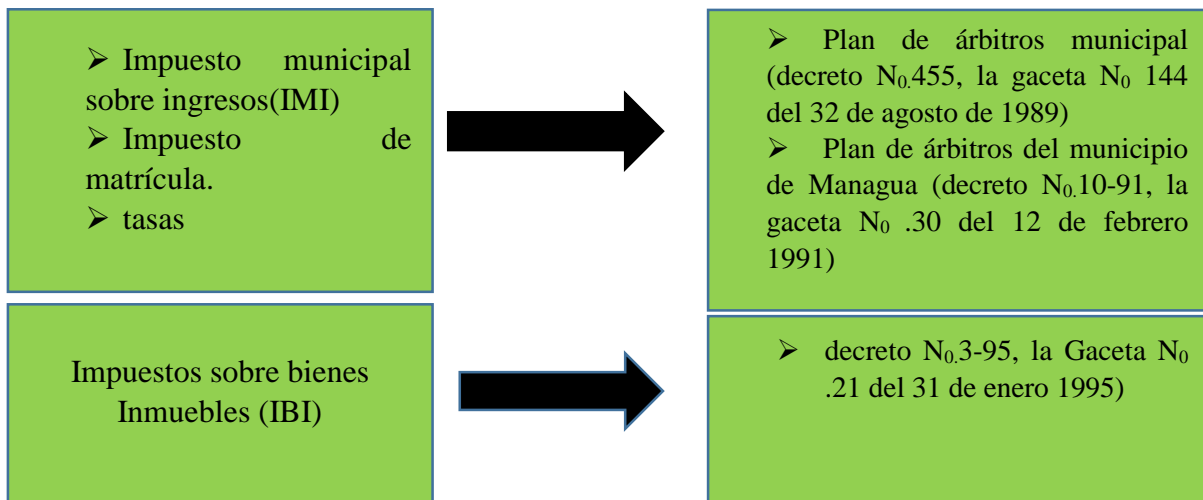 ➢ Impuesto municipal
sobre ingresos(IMI)
➢ Impuesto de
matrícula.
➢ tasas
➢ Plan de árbitros municipal
(decreto N₀.455, la gaceta N₀ 144
del 32 de agosto de 1989)
➢ Plan de árbitros del municipio
de Managua (decreto N₀.10-91, la
gaceta N₀ .30 del 12 de febrero
1991)
Impuestos sobre bienes
Inmuebles (IBI)
➢ decreto N₀.3-95, la Gaceta N₀
.21 del 31 de enero 1995)